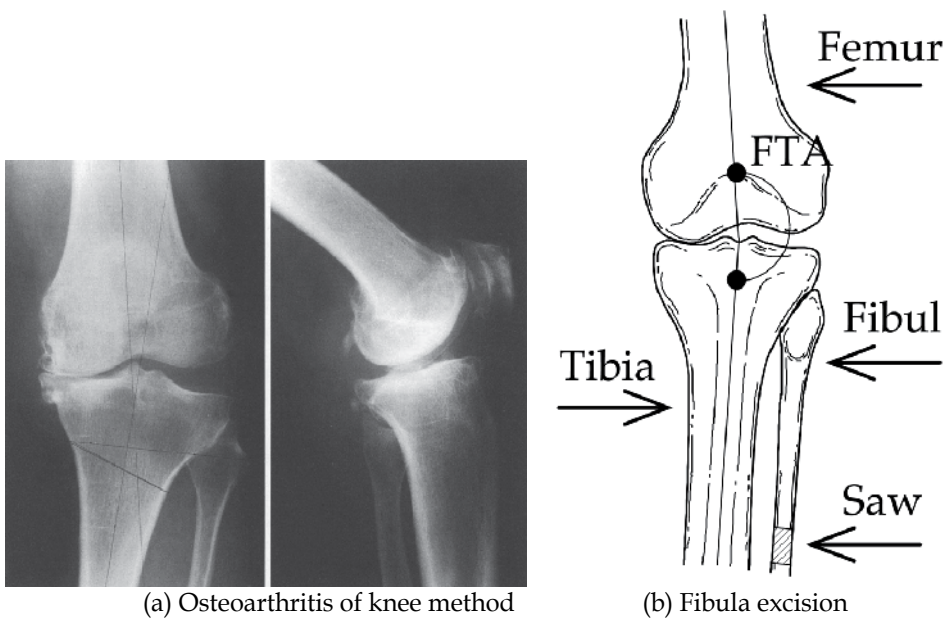 Femur
FTA
Fibul
Tibia
Saw
(a) Osteoarthritis of knee method
(b) Fibula excision